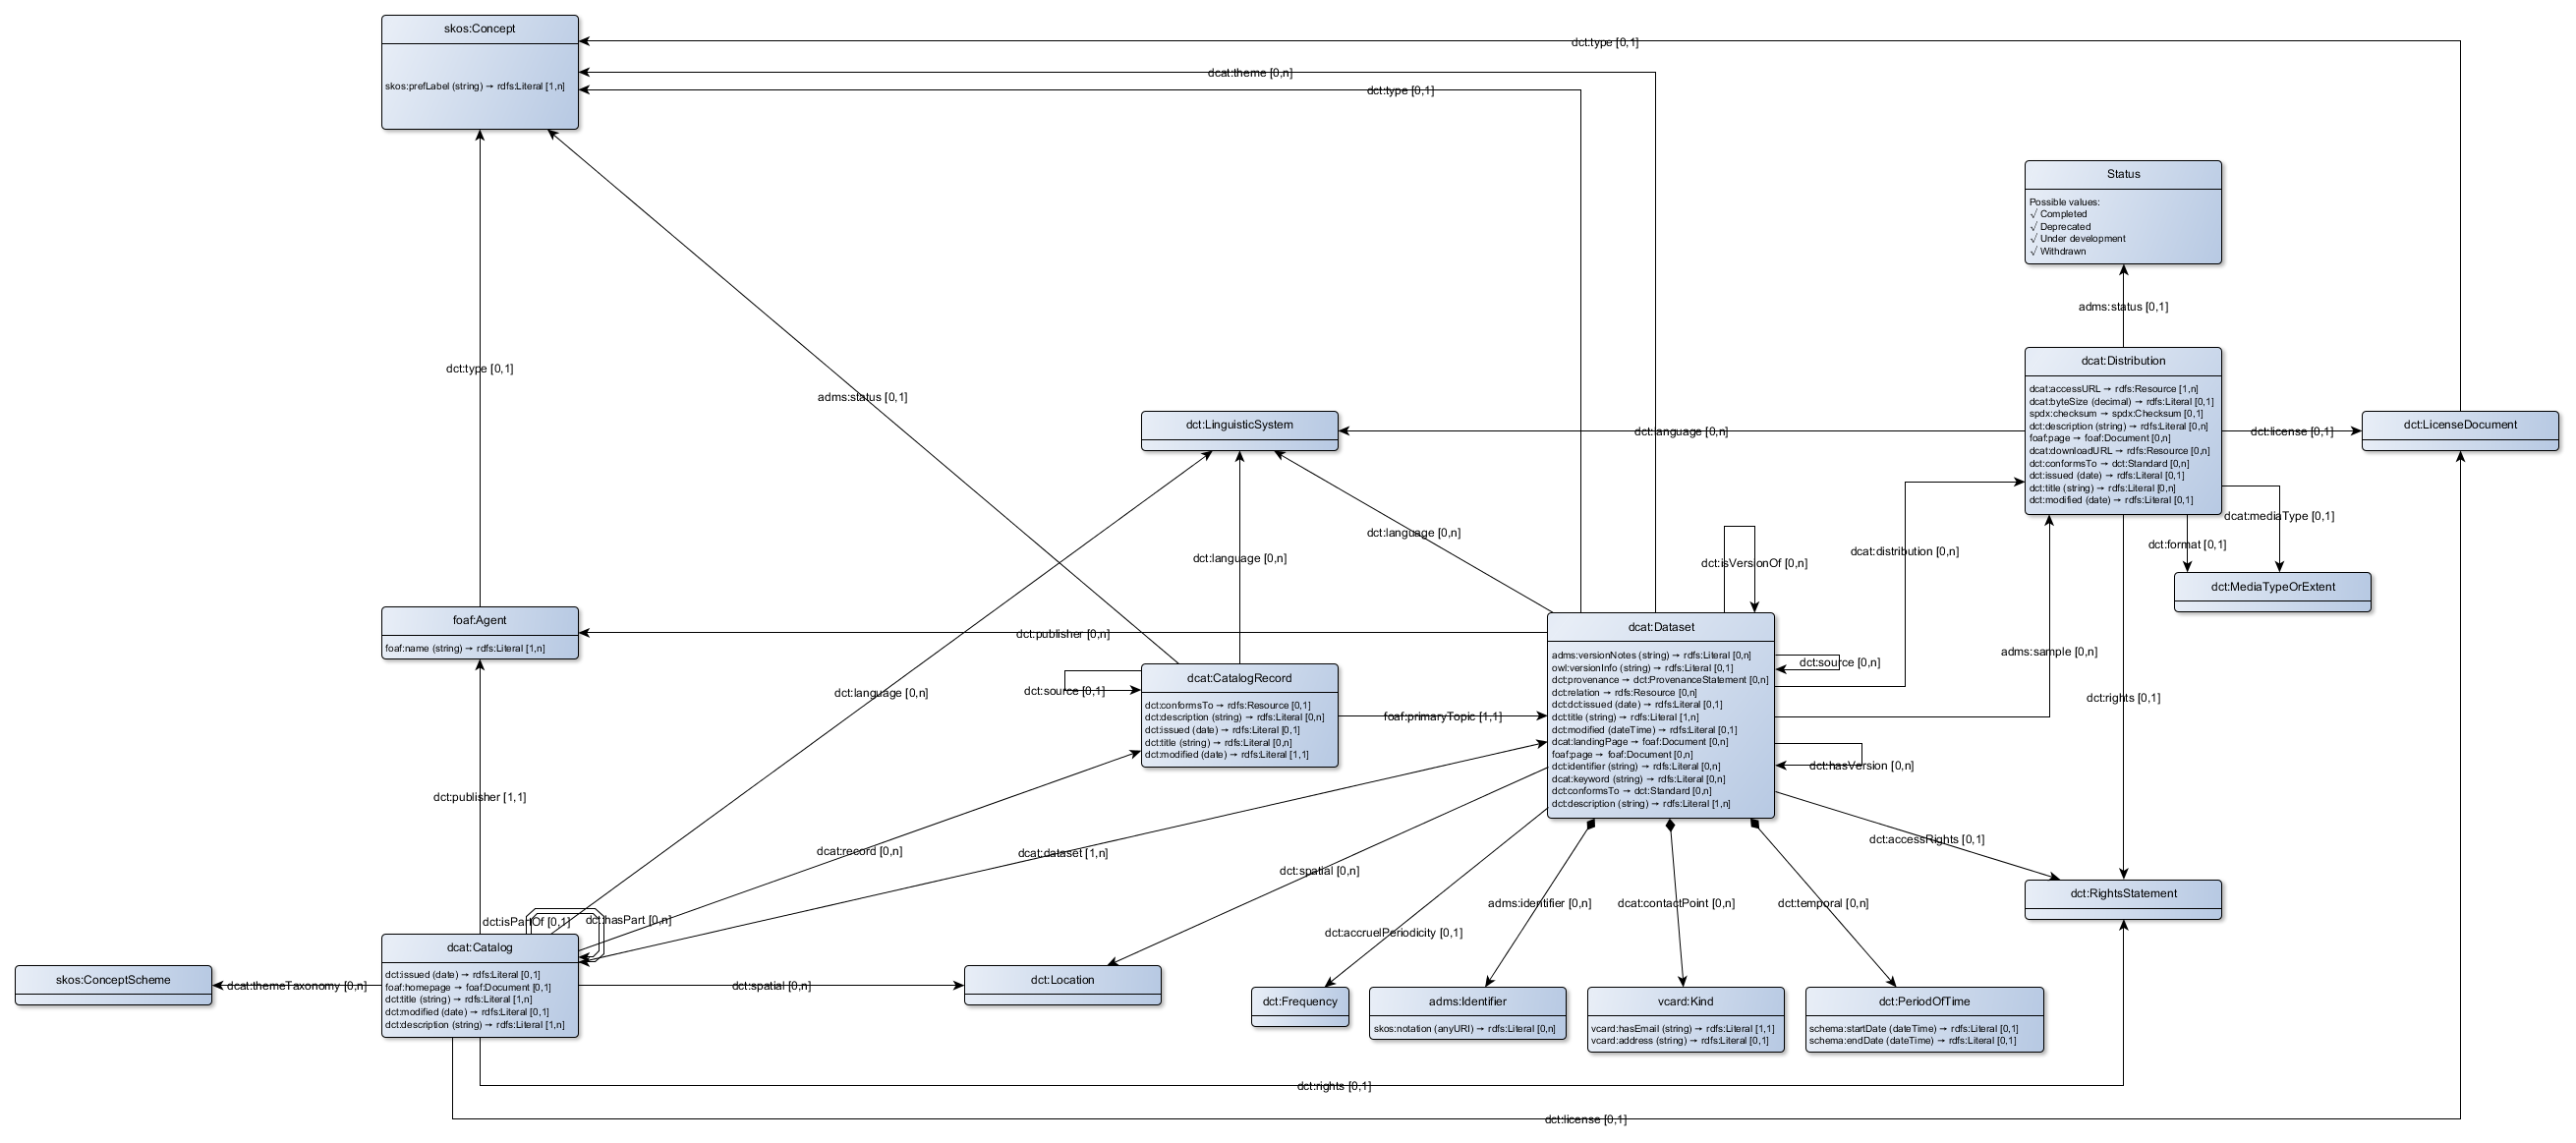 skos:Concept
skos:prefLabel (string) → rdfs:Literal [1,n]
dct:type [0,1]
dcat:theme [0,n]
dct:type [0,1]
Status
Possible values:
√ Completed
√ Deprecated
√ Under development
√ Withdrawn
adms:status [0,1]
dcat:Distribution
dcat:accessURL → rdfs:Resource [1,n]
dcat:byteSize (decimal) → rdfs:Literal [0,1]
spdx:checksum → spdx:Checksum [0,1]
dct:description (string) → rdfs:Literal [0,n]
foaf:page → foaf:Document [0,n]
dcat:downloadURL → rdfs:Resource [0,n]
dct:conformsTo → dct:Standard [0,n]
dct:issued (date) → rdfs:Literal [0,1]
dct:title (string) → rdfs:Literal [0,n]
dct:modified (date) → rdfs:Literal [0,1]
dct:type [0,1]
adms:status [0,1]
dct:LinguisticSystem
dct:language [0,n]
dct:license [0,1]
dct:LicenseDocument
dcat:mediaType [0,1]
dct:format [0,1]
dct:MediaTypeOrExtent
dct:language [0,n]
dct:language [0,n]
dct:isVersionOf [0,n]
dcat:distribution [0,n]
foaf:Agent
foaf:name (string) → rdfs:Literal [1,n]
dct:publisher [0,n]
dcat:Dataset
adms:versionNotes (string) → rdfs:Literal [0,n]
owl:versionInfo (string) → rdfs:Literal [0,1]
dct:provenance → dct:ProvenanceStatement [0,n]
dct:relation → rdfs:Resource [0,n]
dct:dct:issued (date) → rdfs:Literal [0,1]
dct:title (string) → rdfs:Literal [1,n]
dct:modified (dateTime) → rdfs:Literal [0,1]
dcat:landingPage → foaf:Document [0,n]
foaf:page → foaf:Document [0,n]
dct:identifier (string) → rdfs:Literal [0,n]
dcat:keyword (string) → rdfs:Literal [0,n]
dct:conformsTo → dct:Standard [0,n]
dct:description (string) → rdfs:Literal [1,n]
dct:source [0,n]
adms:sample [0,n]
dct:rights [0,1]
dct:hasVersion [0,n]
dct:language [0,n]
dct:source [0,1]
dcat:CatalogRecord
dct:conformsTo → rdfs:Resource [0,1]
dct:description (string) → rdfs:Literal [0,n]
dct:issued (date) → rdfs:Literal [0,1]
dct:title (string) → rdfs:Literal [0,n]
dct:modified (date) → rdfs:Literal [1,1]
foaf:primaryTopic [1,1]
dct:publisher [1,1]
dcat:record [0,n]
dcat:dataset [1,n]
dct:spatial [0,n]
dct:accessRights [0,1]
dct:RightsStatement
adms:identifier [0,n]
dcat:contactPoint [0,n]
dct:temporal [0,n]
dct:accruelPeriodicity [0,1]
dct:isPartOf [0,1]
dct:hasPart [0,n]
dcat:Catalog
dct:issued (date) → rdfs:Literal [0,1]
foaf:homepage → foaf:Document [0,1]
dct:title (string) → rdfs:Literal [1,n]
dct:modified (date) → rdfs:Literal [0,1]
dct:description (string) → rdfs:Literal [1,n]
skos:ConceptScheme
dcat:themeTaxonomy [0,n]
dct:spatial [0,n]
dct:Location
dct:Frequency
adms:Identifier
skos:notation (anyURI) → rdfs:Literal [0,n]
vcard:Kind
vcard:hasEmail (string) → rdfs:Literal [1,1]
vcard:address (string) → rdfs:Literal [0,1]
dct:PeriodOfTime
schema:startDate (dateTime) → rdfs:Literal [0,1]
schema:endDate (dateTime) → rdfs:Literal [0,1]
dct:rights [0,1]
dct:license [0,1]